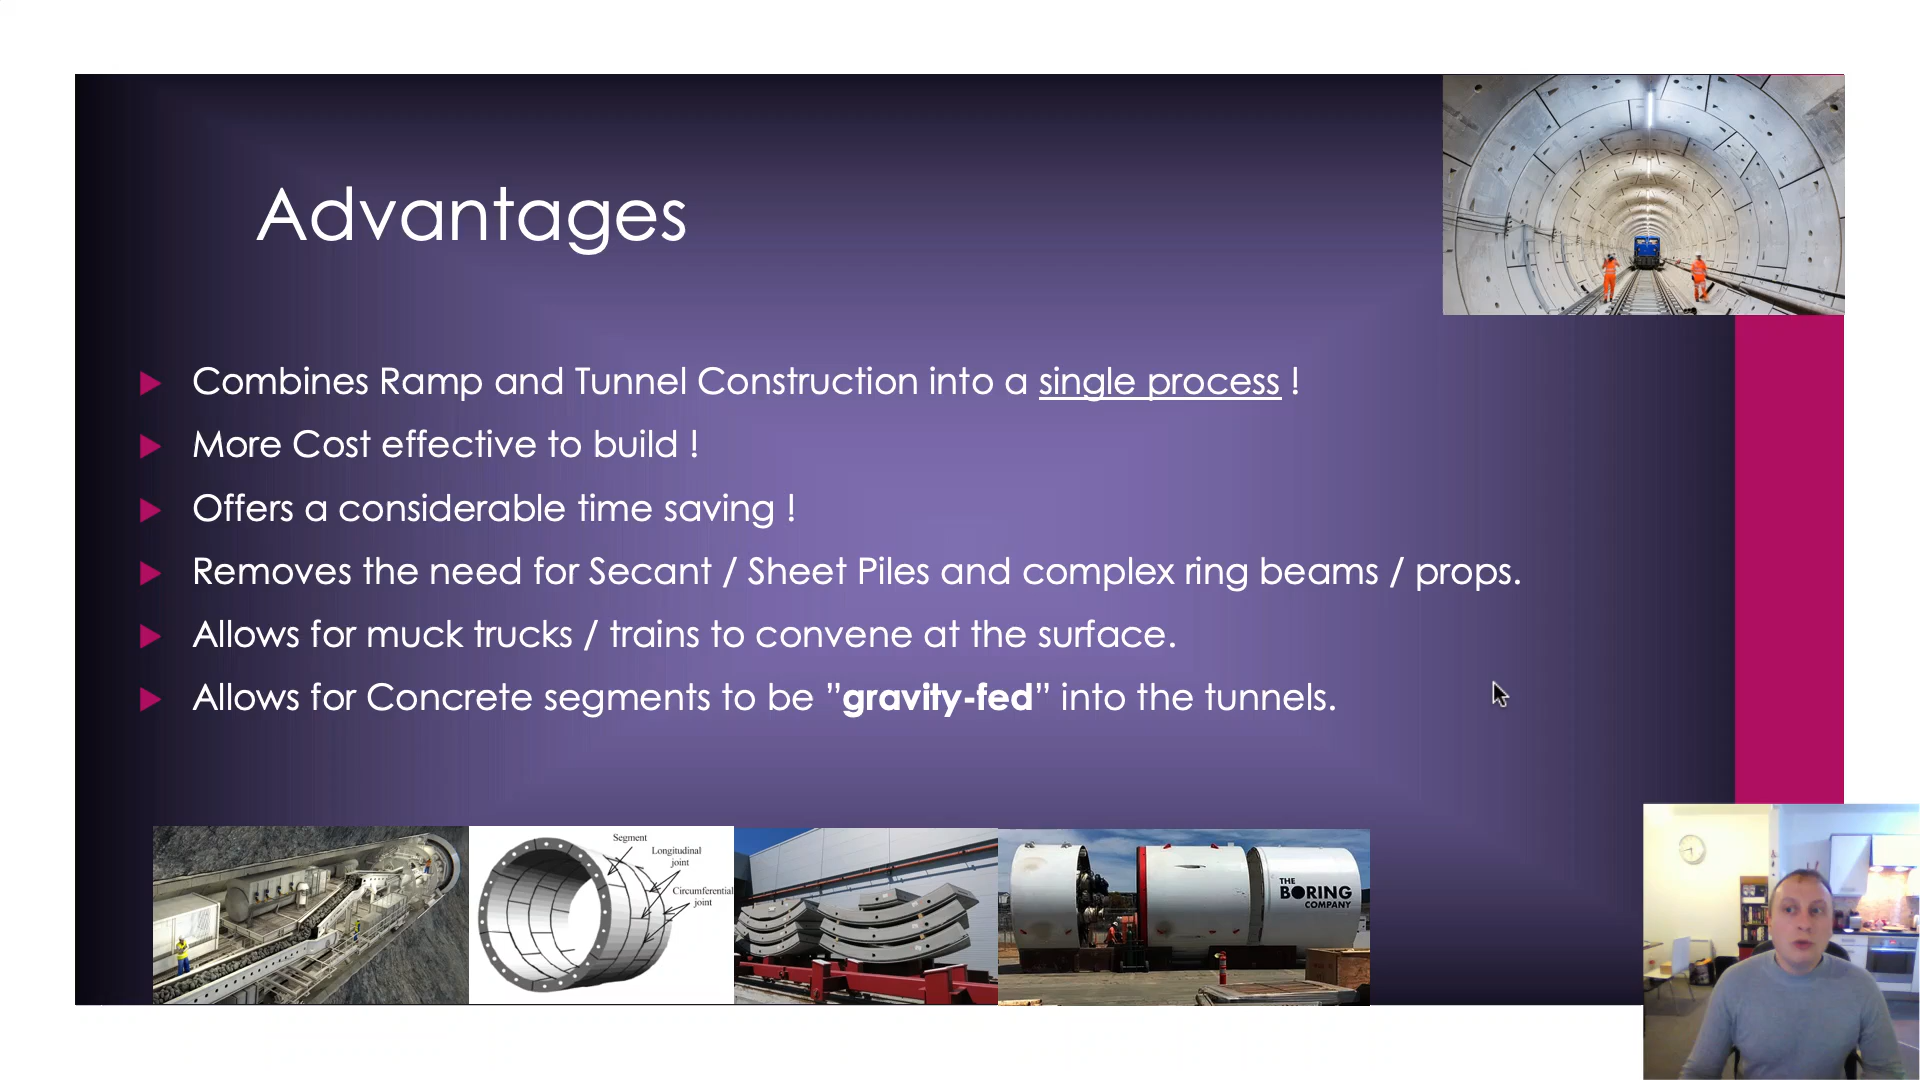 Advantages
Combines Ramp and Tunnel Construction into a single process !
More Cost effective to build !
Offers a considerable time saving !
Removes the need for Secant / Sheet Piles and complex ring beams / props.
Allows for muck trucks / trains to convene at the surface.
Allows for Concrete segments to be ”gravity-fed” into the tunnels.
Segment
Longitudinal
joint
Circumferential
joint
THE
BORING
COMPANY